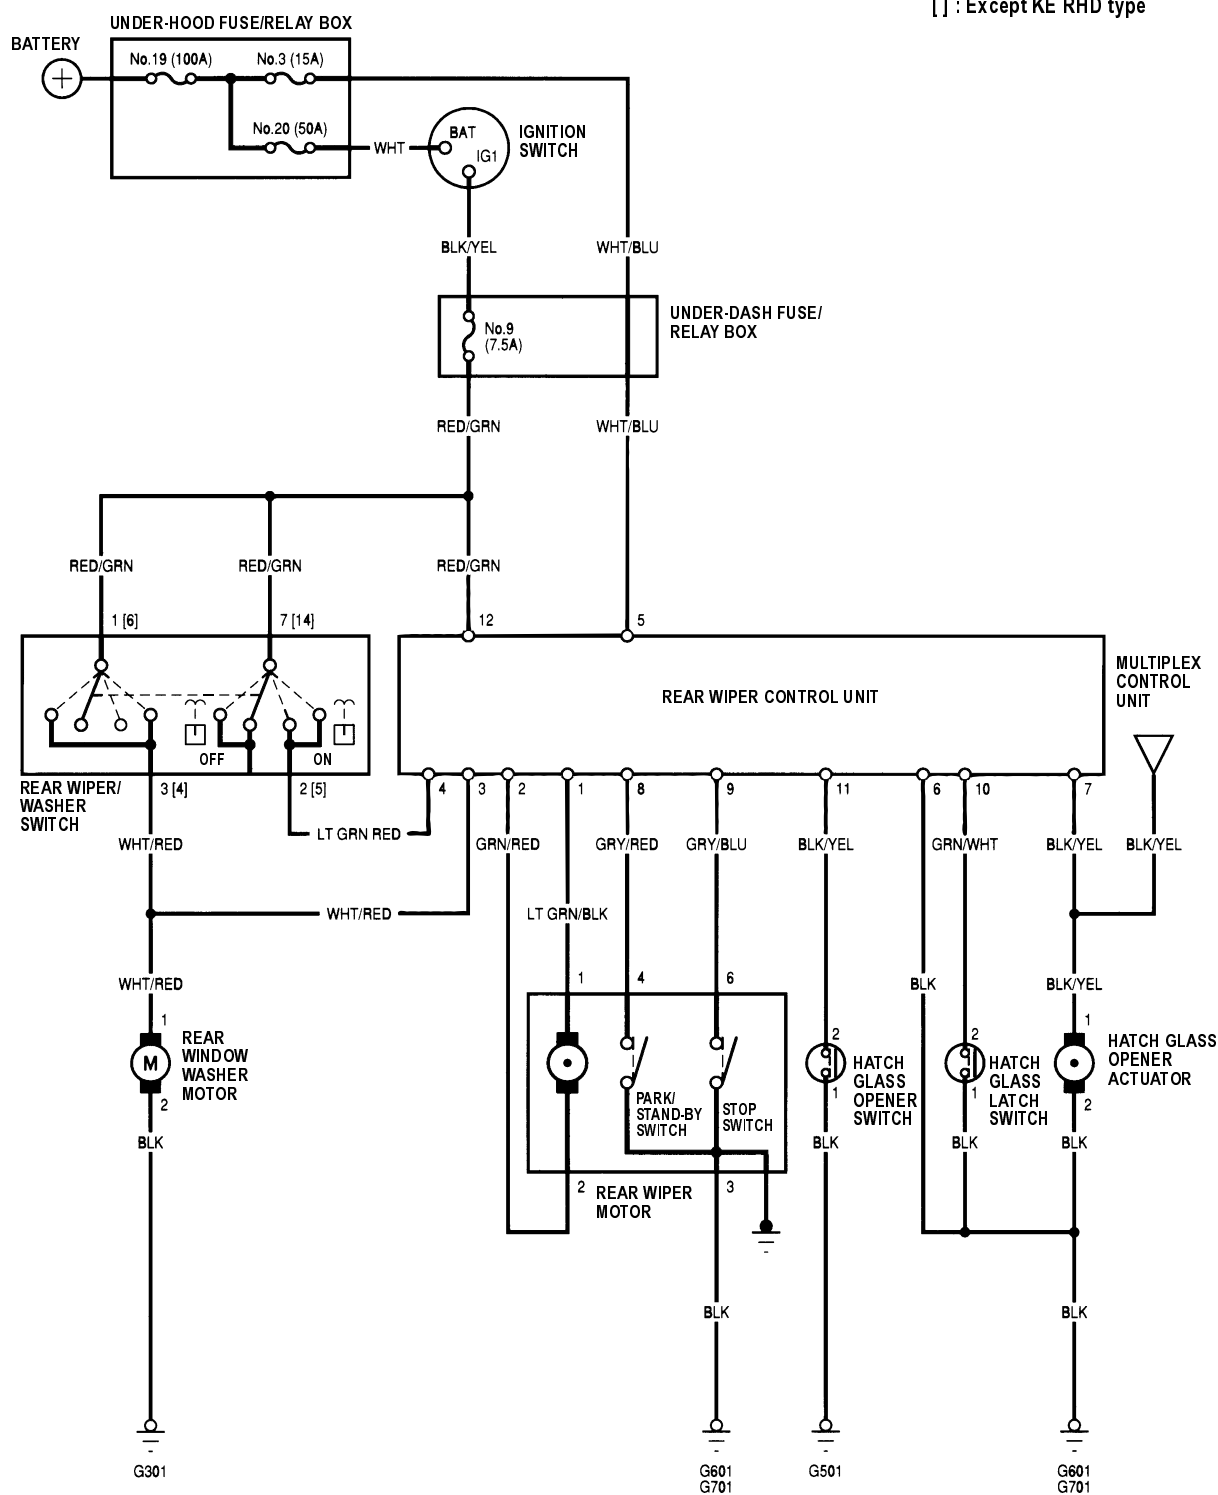 [ ] : Except KE RHD type
UNDER-HOOD FUSE/RELAY BOX
BATTERY
No.19 (100A)
No.3 (15A)
No.20 (50A)
WHT
BAT
IG1
IGNITION
SWITCH
BLK/YEL
WHT/BLU
No.9
(7.5A)
UNDER-DASH FUSE/
RELAY BOX
RED/GRN
WHT/BLU
RED/GRN
RED/GRN
RED/GRN
1 [6]
7 [14]
12
5
REAR WIPER CONTROL UNIT
MULTIPLEX
CONTROL
UNIT
OFF
ON
REAR WIPER/
WASHER
SWITCH
3 [4]
2 [5]
4
3
2
1
8
9
11
6
10
7
LT GRN RED
WHT/RED
GRN/RED
GRY/RED
GRY/BLU
BLK/YEL
GRN/WHT
BLK/YEL
BLK/YEL
WHT/RED
LT GRN/BLK
WHT/RED
1
4
6
BLK
BLK/YEL
1
M
2
REAR
WINDOW
WASHER
MOTOR
PARK/
STAND-BY
SWITCH
STOP
SWITCH
2
1
HATCH
GLASS
OPENER
SWITCH
2
1
HATCH
GLASS
LATCH
SWITCH
1
2
HATCH GLASS
OPENER
ACTUATOR
BLK
BLK
BLK
BLK
2
REAR WIPER
MOTOR
3
BLK
BLK
G301
G601
G701
G501
G601
G701